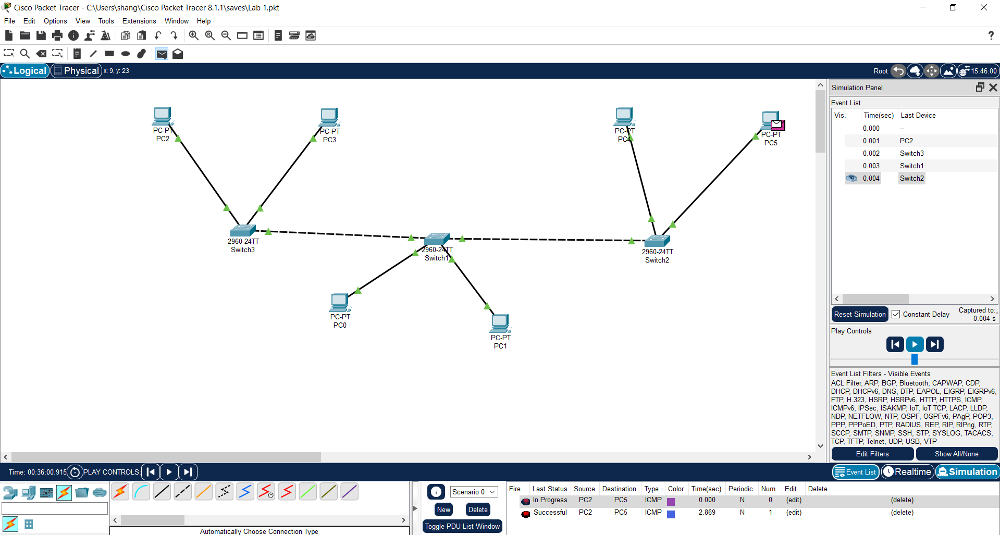 Cisco Packet Tracer - C:\Users\shang\Cisco Packet Tracer 8.1.1\saves\Lab 1.pkt
File Edit Options View Tools Extensions Window Help
Logical Physical x: 9, y: 23 Root 15:46:00
PC-PT
PC2
PC-PT
PC3
PC-PT
PC4
PC-PT
PC5
2960-24TT
Switch3
2960-24TT
Switch1
2960-24TT
Switch2
PC-PT
PC0
PC-PT
PC1
Simulation Panel
Event List
Vis. Time(sec) Last Device
0.000 --
0.001 PC2
0.002 Switch3
0.003 Switch1
0.004 Switch2
Reset Simulation Constant Delay Captured to:
0.004 s
Play Controls
Event List Filters - Visible Events
ACL Filter, ARP, BGP, Bluetooth, CAPWAP, CDP,
DHCP, DHCPv6, DNS, DTP, EAPOL, EIGRP, EIGRPv6,
FTP, H.323, HSRP, HSRPv6, HTTP, HTTPS, ICMP,
ICMPv6, IPSec, ISAKMP, IoT, IoT TCP, LACP, LLDP,
NDP, NETFLOW, NTP, OSPF, OSPFv6, PAgP, POP3,
PPP, PPPoED, PTP, RADIUS, REP, RIP, RIPng, RTP,
SCCP, SMTP, SNMP, SSH, STP, SYSLOG, TACACS,
TCP, TFTP, Telnet, UDP, USB, VTP
Edit Filters Show All/None
Time: 00:36:00.915 PLAY CONTROLS: Event List Realtime Simulation
Automatically Choose Connection Type
Scenario 0
New Delete
Toggle PDU List Window
Fire Last Status Source Destination Type Color Time(sec) Periodic Num Edit Delete
In Progress PC2 PC5 ICMP 0.000 N 0 (edit) (delete)
Successful PC2 PC5 ICMP 2.869 N 1 (edit) (delete)